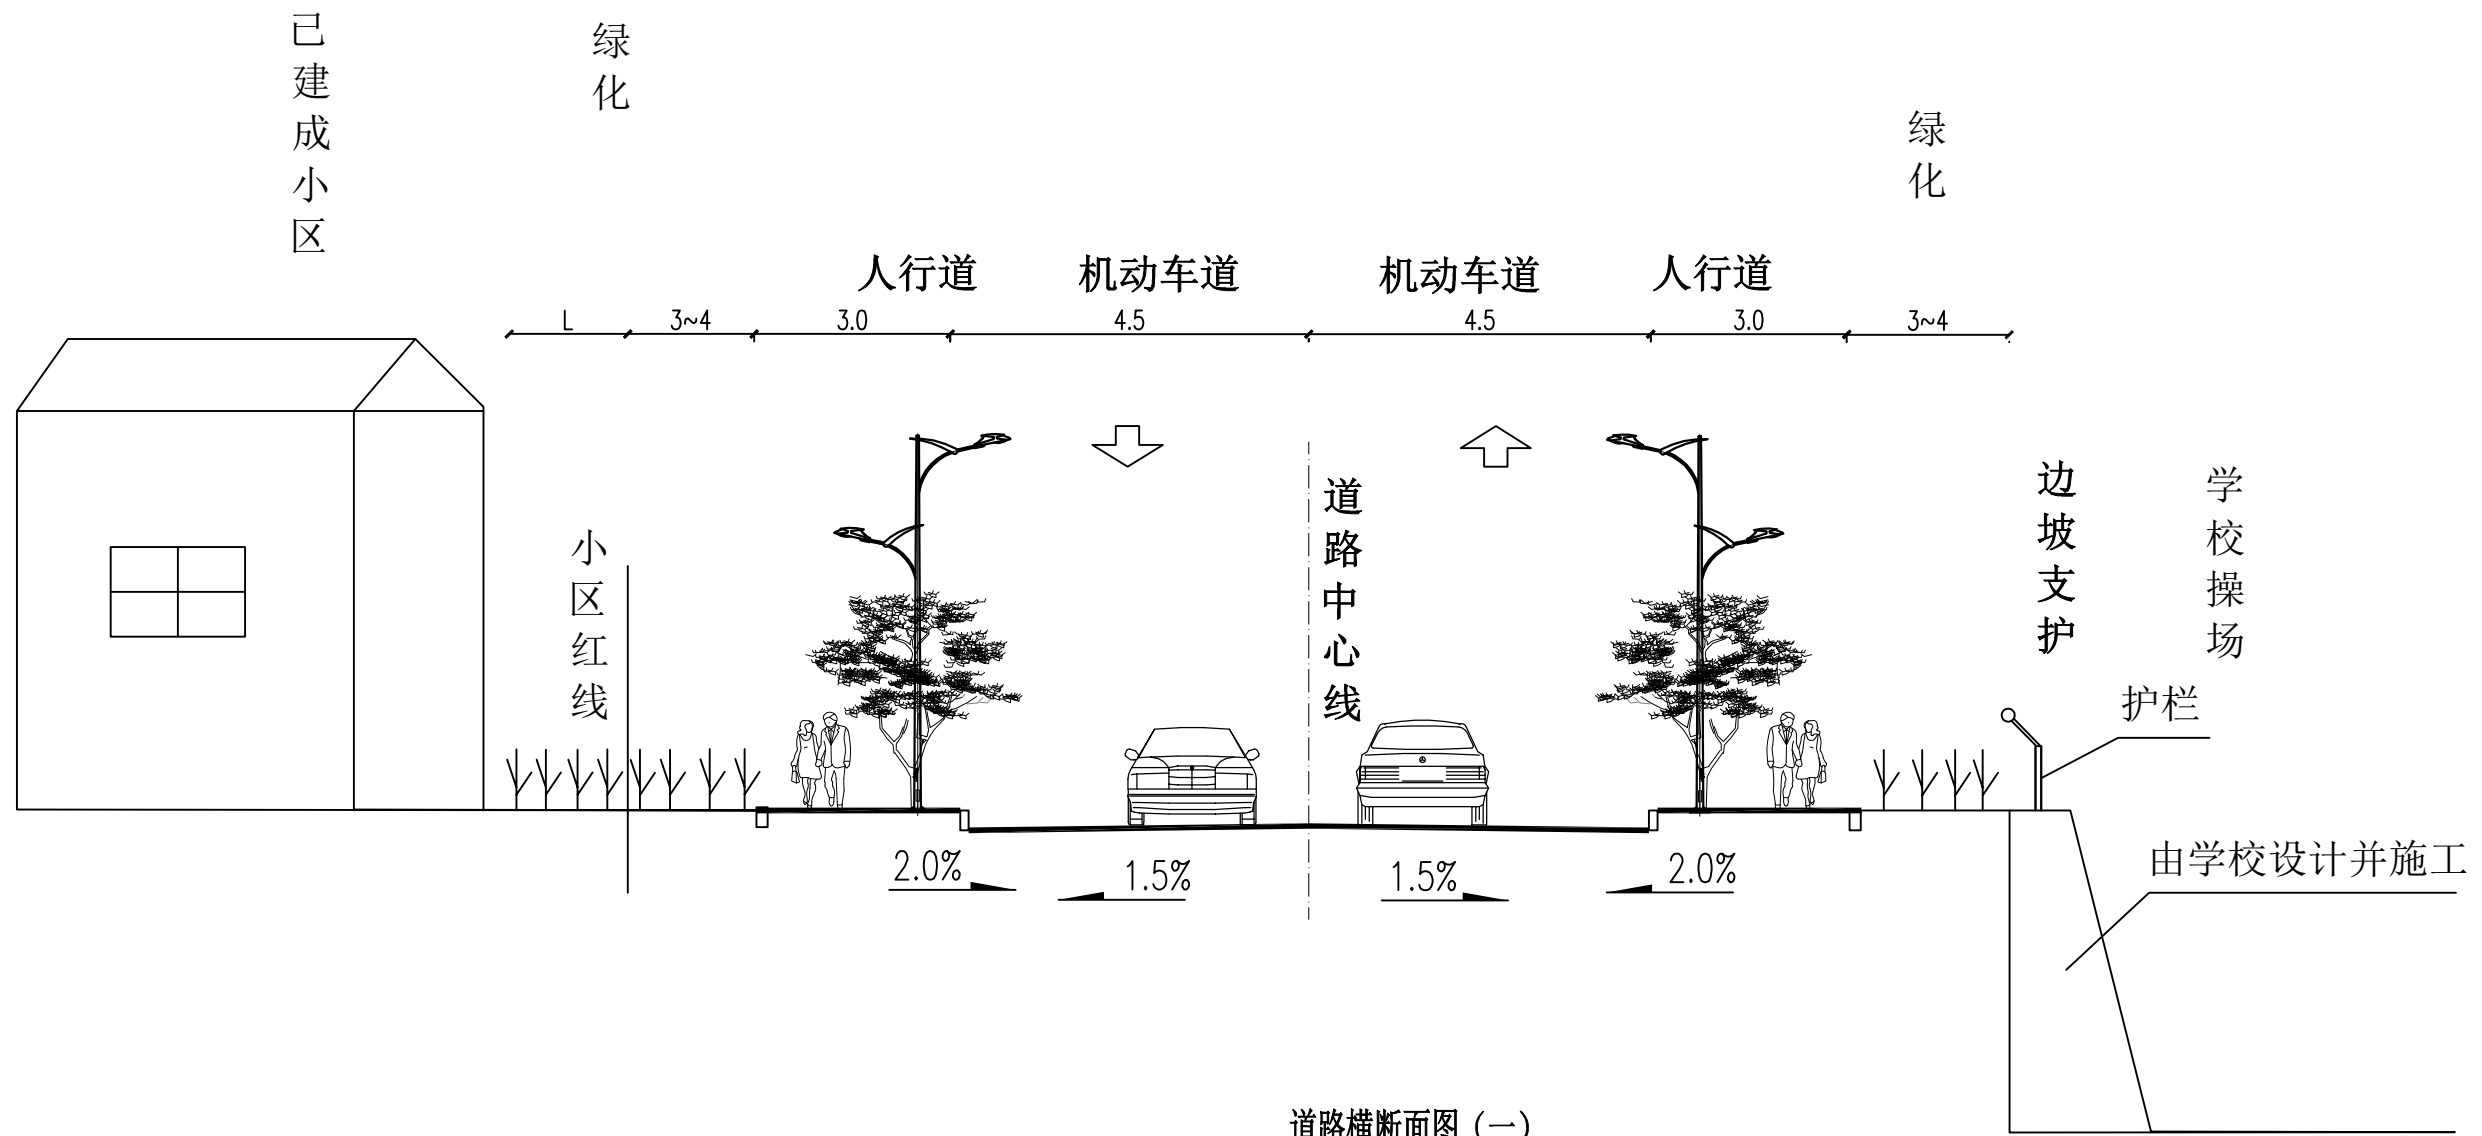 已建成小区
绿化
绿化
人行道
机动车道
机动车道
人行道
L
3~4
3.0
4.5
4.5
3.0
3~4
小区红线
道路中心线
边坡支护
学校操场
护栏
由学校设计并施工
2.0%
1.5%
1.5%
2.0%
道路横断面图（一）